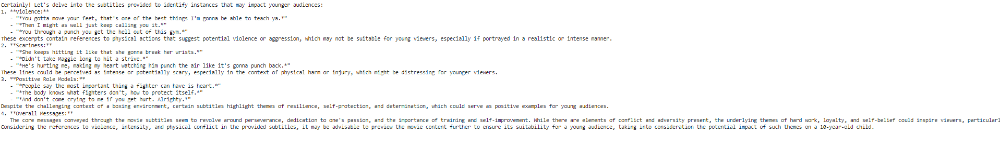 Certainly! Let's delve into the subtitles provided to identify instances that may impact younger audiences:
1. **Violence:**
- "*You gotta move your feet, that's one of the best things I'm gonna be able to teach ya.*"
- "*Then I might as well just keep calling you it.*"
- "*You through a punch you get the hell out of this gym.*"
These excerpts contain references to physical actions that suggest potential violence or aggression, which may not be suitable for young viewers, especially if portrayed in a realistic or intense manner.
2. **Scariness:**
- "*She keeps hitting it like that she gonna break her wrists.*"
- "*Didn't take Maggie long to hit a strive.*"
- "*He's hurting me, making my heart watching him punch the air like it's gonna punch back.*"
These lines could be perceived as intense or potentially scary, especially in the context of physical harm or injury, which might be distressing for younger viewers.
3. **Positive Role Models:**
- "*People say the most important thing a fighter can have is heart.*"
- "*The body knows what fighters don't, how to protect itself.*"
- "*And don't come crying to me if you get hurt. Alrighty.*"
Despite the challenging context of a boxing environment, certain subtitles highlight themes of resilience, self-protection, and determination, which could serve as positive examples for young audiences.
4. **Overall Messages:**
The core messages conveyed through the movie subtitles seem to revolve around perseverance, dedication to one's passion, and the importance of training and self-improvement. While there are elements of conflict and adversity present, the underlying themes of hard work, loyalty, and self-belief could inspire viewers, particularl
Considering the references to violence, intensity, and physical conflict in the provided subtitles, it may be advisable to preview the movie content further to ensure its suitability for a young audience, taking into consideration the potential impact of such themes on a 10-year-old child.